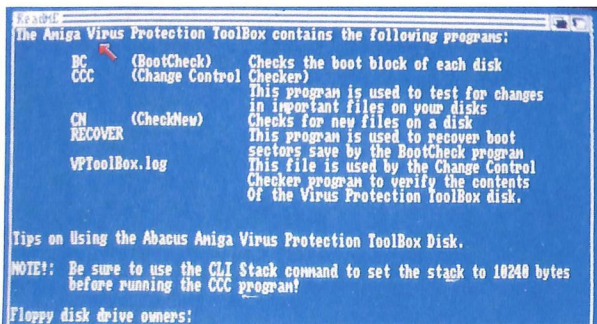 ReadME
The Amiga Virus Protection ToolBox contains the following programs:
BC (BootCheck) Checks the boot block of each disk
CCC (Change Control Checker)
This program is used to test for changes
in important files on your disks
CN (CheckNew) Checks for new files on a disk
RECOVER This program is used to recover boot
sectors save by the BootCheck program
VPToolBox.log This file is used by the Change Control
Checker program to verify the contents
Of the Virus Protection ToolBox disk.
Tips on Using the Abacus Amiga Virus Protection ToolBox Disk.
NOTE!: Be sure to use the CLI Stack command to set the stack to 10240 bytes
before running the CCC program!
Floppy disk drive owners: